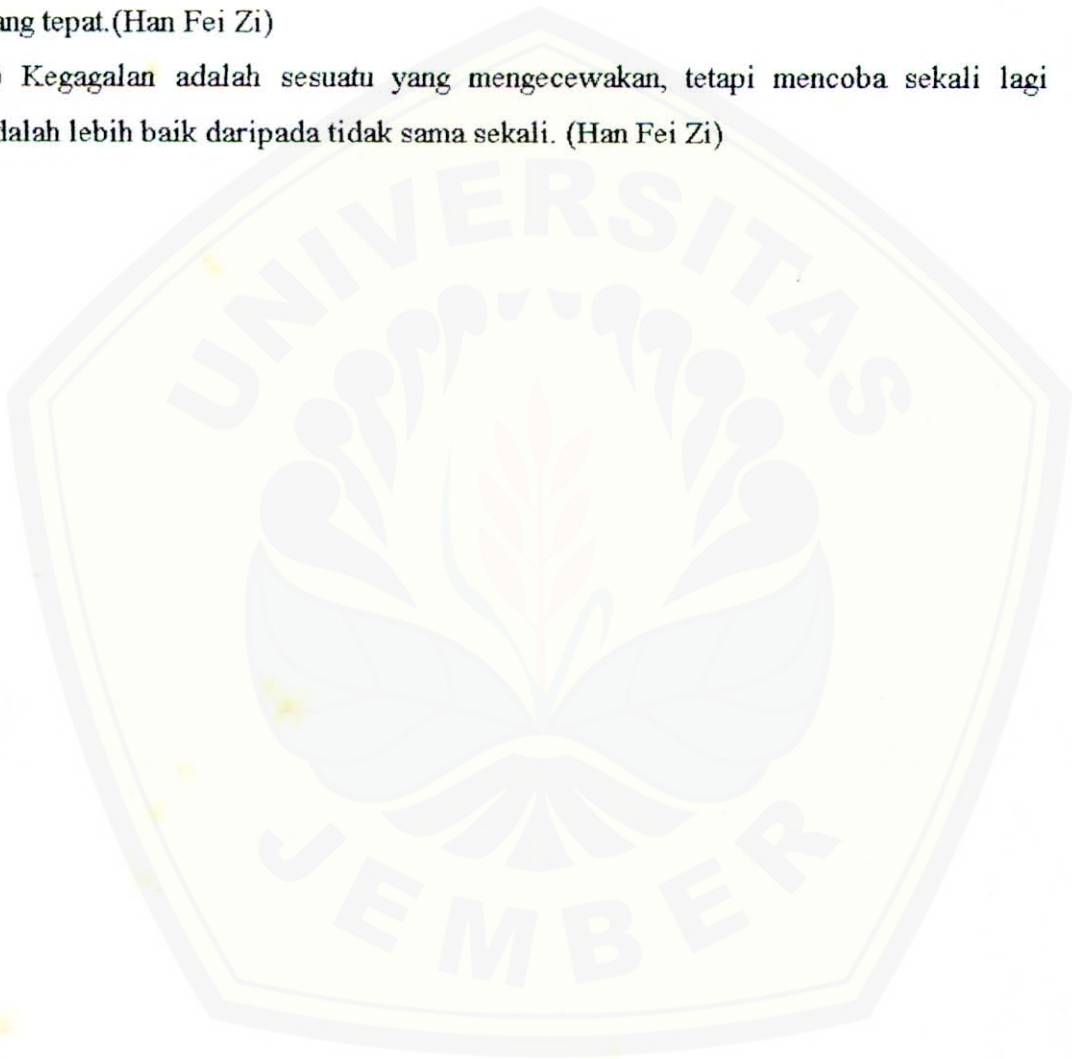 ang tepat.(Han Fei Zi)
Kegagalan adalah sesuatu yang mengecewakan, tetapi mencoba sekali lagi
dalah lebih baik daripada tidak sama sekali. (Han Fei Zi)
UNIVERSITAS
JEMBER